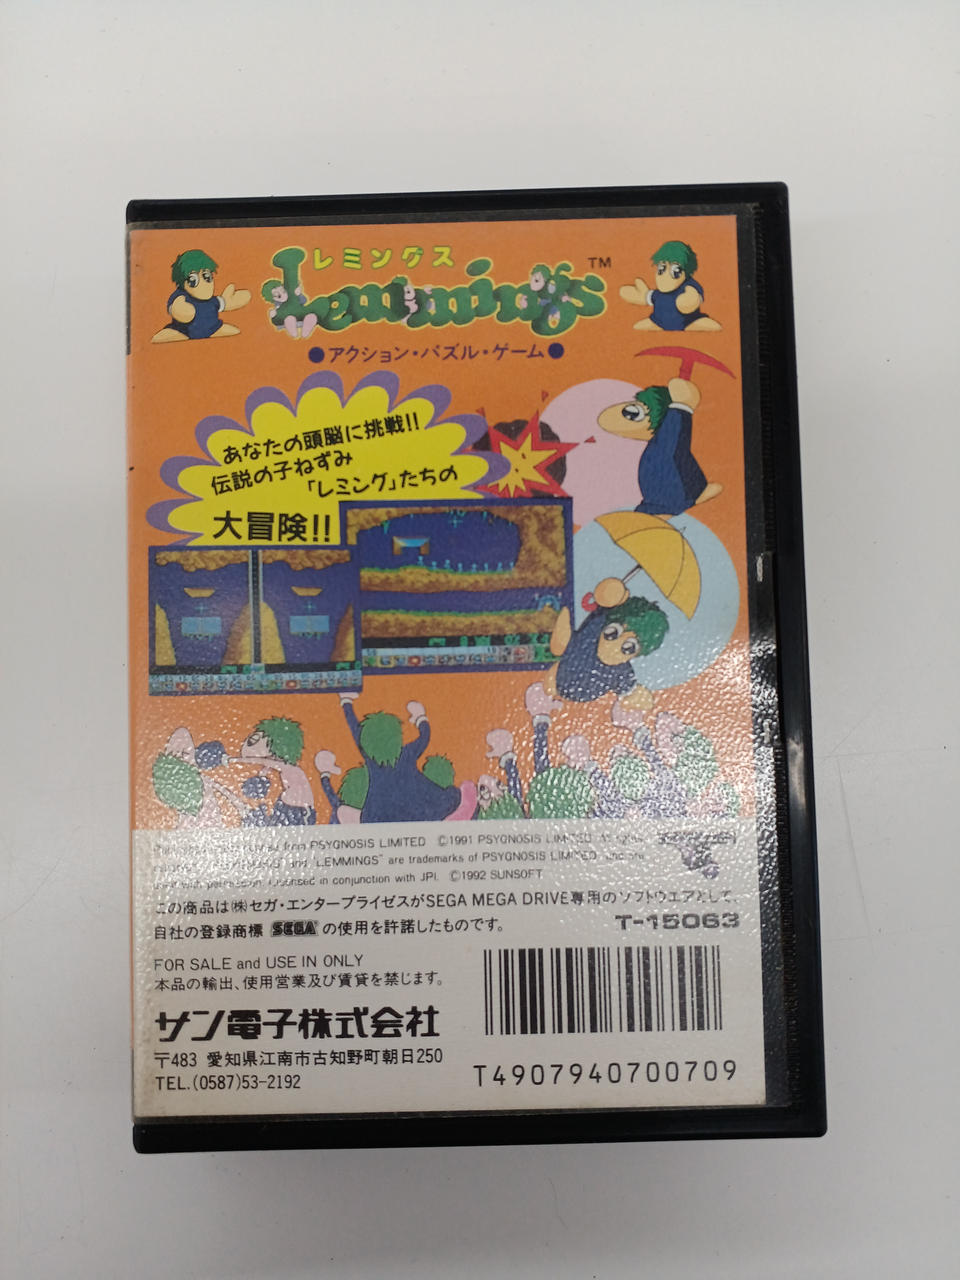 レミングス
Lemmings TM
●アクション・パズル・ゲーム●
あなたの頭脳に挑戦!!
伝説の子ねずみ
「レミング」たちの
大冒険!!
from PSYGNOSIS LIMITED ©1991 PSYGNOSIS LIMITED All rights
and "LEMMINGS" are trademarks of PSYGNOSIS LIMITED, and are
used with permission. Licensed in conjunction with JPI. ©1992 SUNSOFT
この商品は㈱セガ・エンタープライゼスがSEGA MEGA DRIVE専用のソフトウエアとして、
自社の登録商標 SEGA の使用を許諾したものです。
T-15063
FOR SALE and USE IN ONLY
本品の輸出、使用営業及び賃貸を禁じます。
サン電子株式会社
〒483 愛知県江南市古知野町朝日250
TEL.(0587)53-2192
T4907940700709